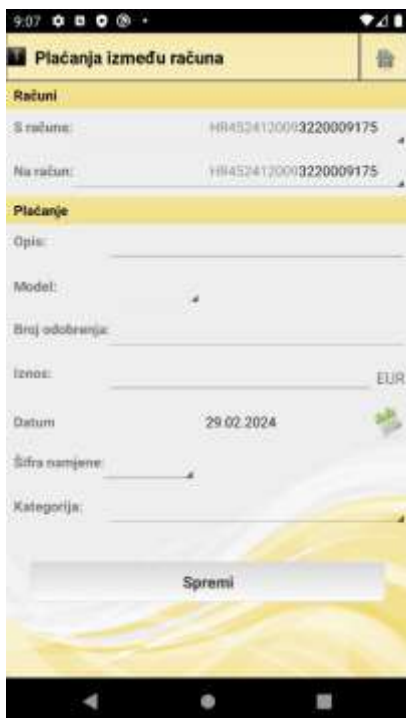 9:07
Plaćanja između računa
Računi
S računa: HR4524120093220009175
Na račun: HR4524120093220009175
Plaćanje
Opis:
Model:
Broj odobrenja:
Iznos: EUR
Datum 29.02.2024
Šifra namjene:
Kategorija:
Spremi